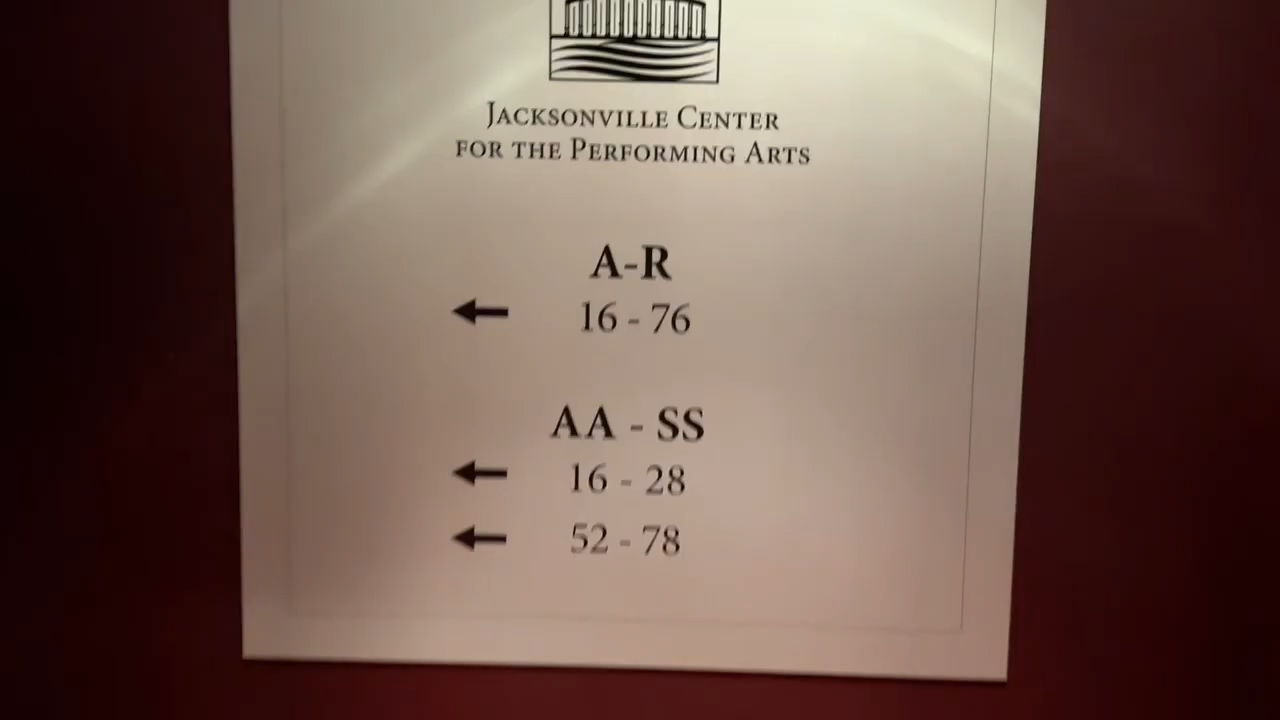 JACKSONVILLE CENTER
FOR THE PERFORMING ARTS
A-R
16 - 76
AA - SS
16 - 28
52 - 78